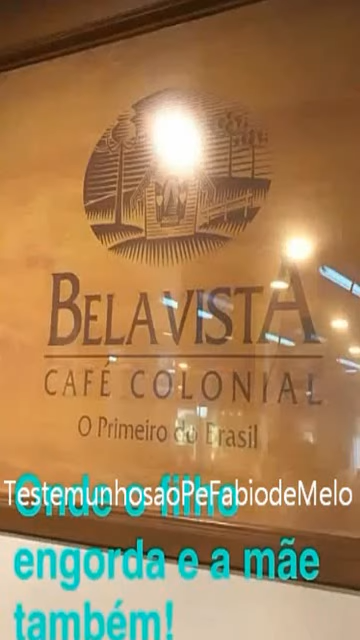 BELAVISTA
CAFÉ COLONIAL
O Primeiro do Brasil
TestemunhosaoPeFabiodeMelo
Onde o filho
engorda e a mãe
também!